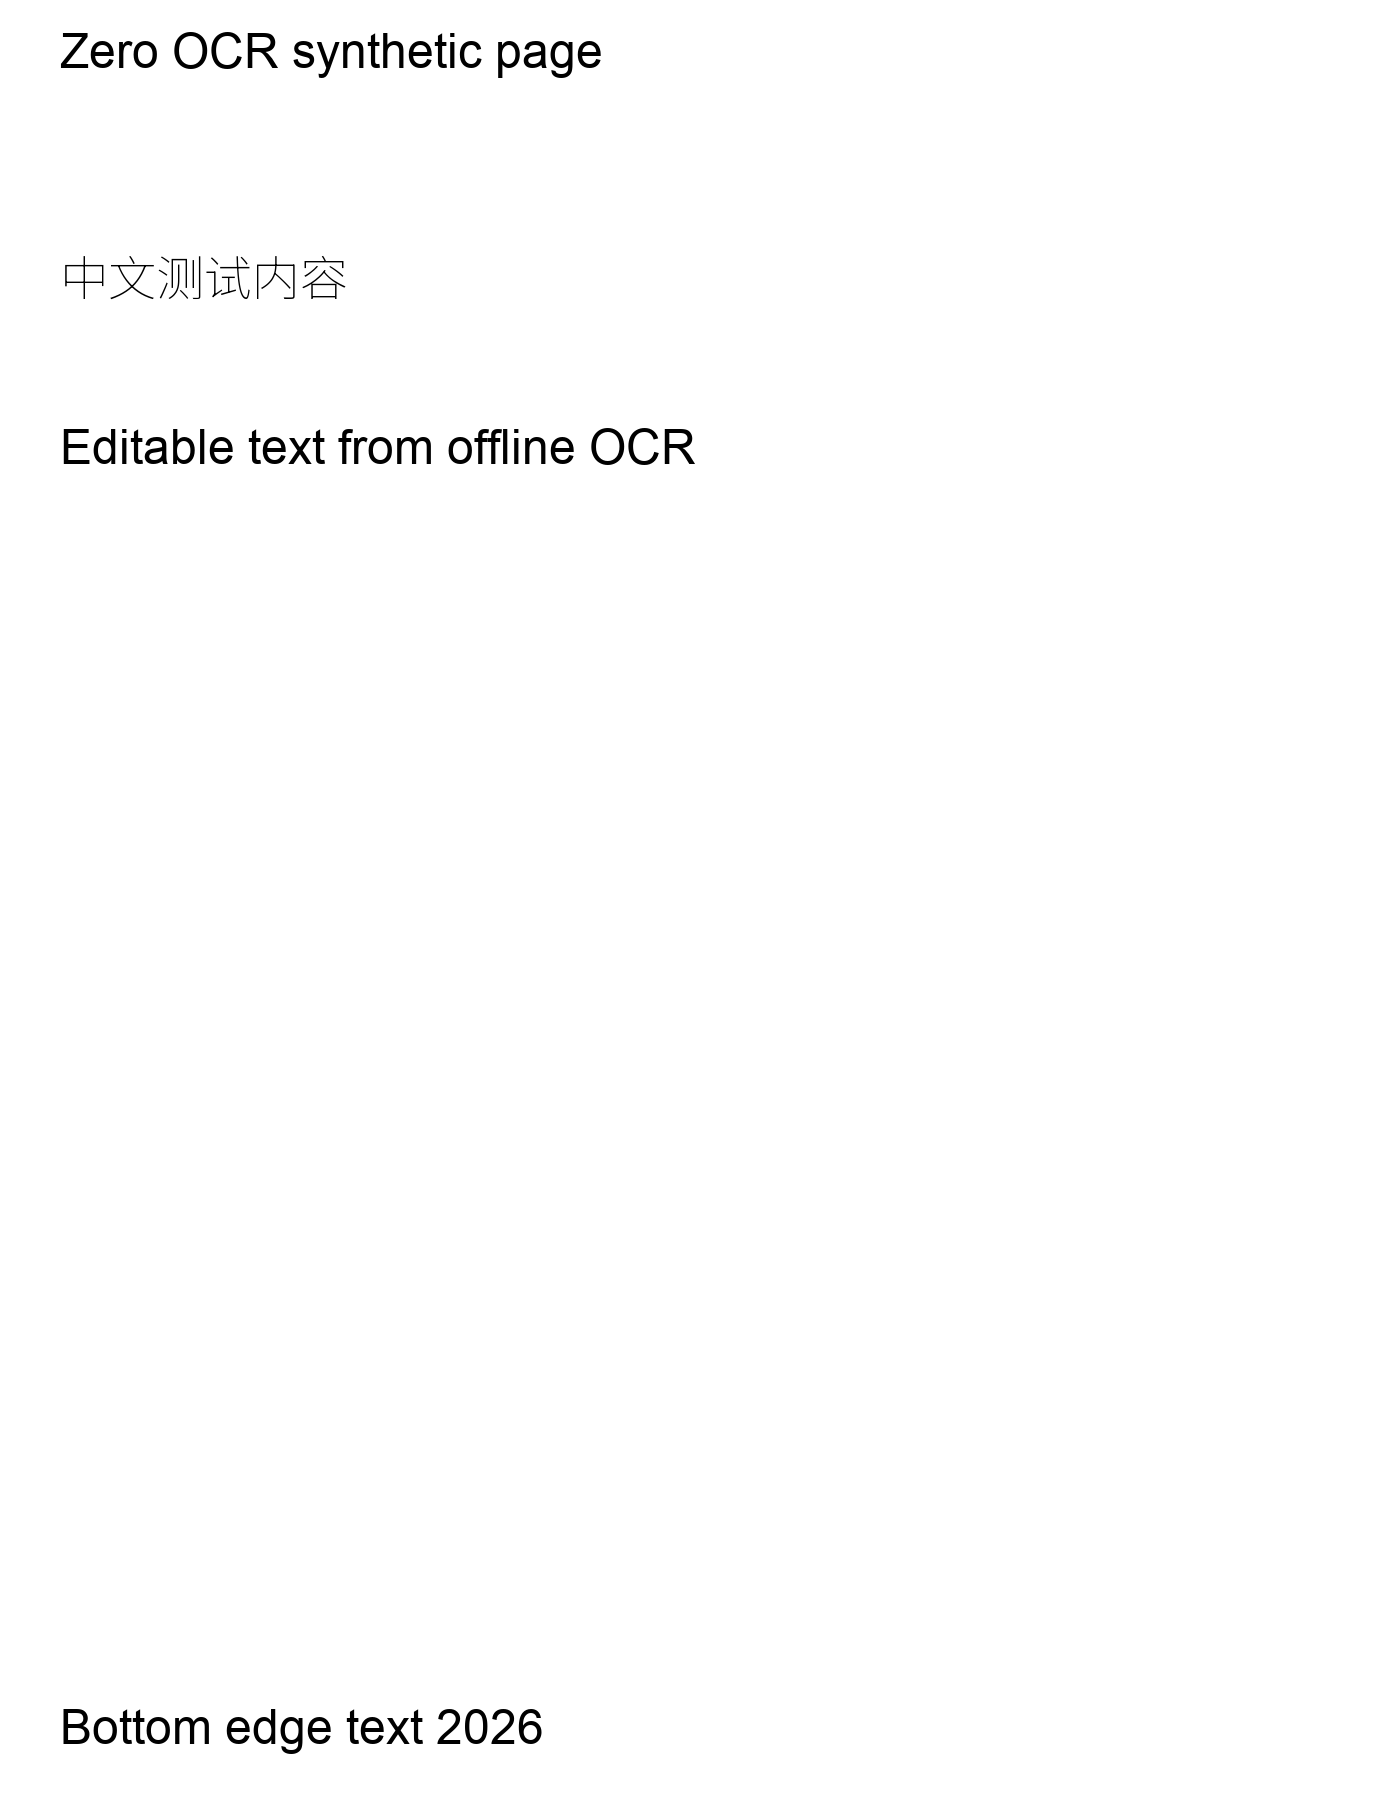 Zero OCR synthetic page
中文测试内容
Editable text from offline OCR
Bottom edge text 2026